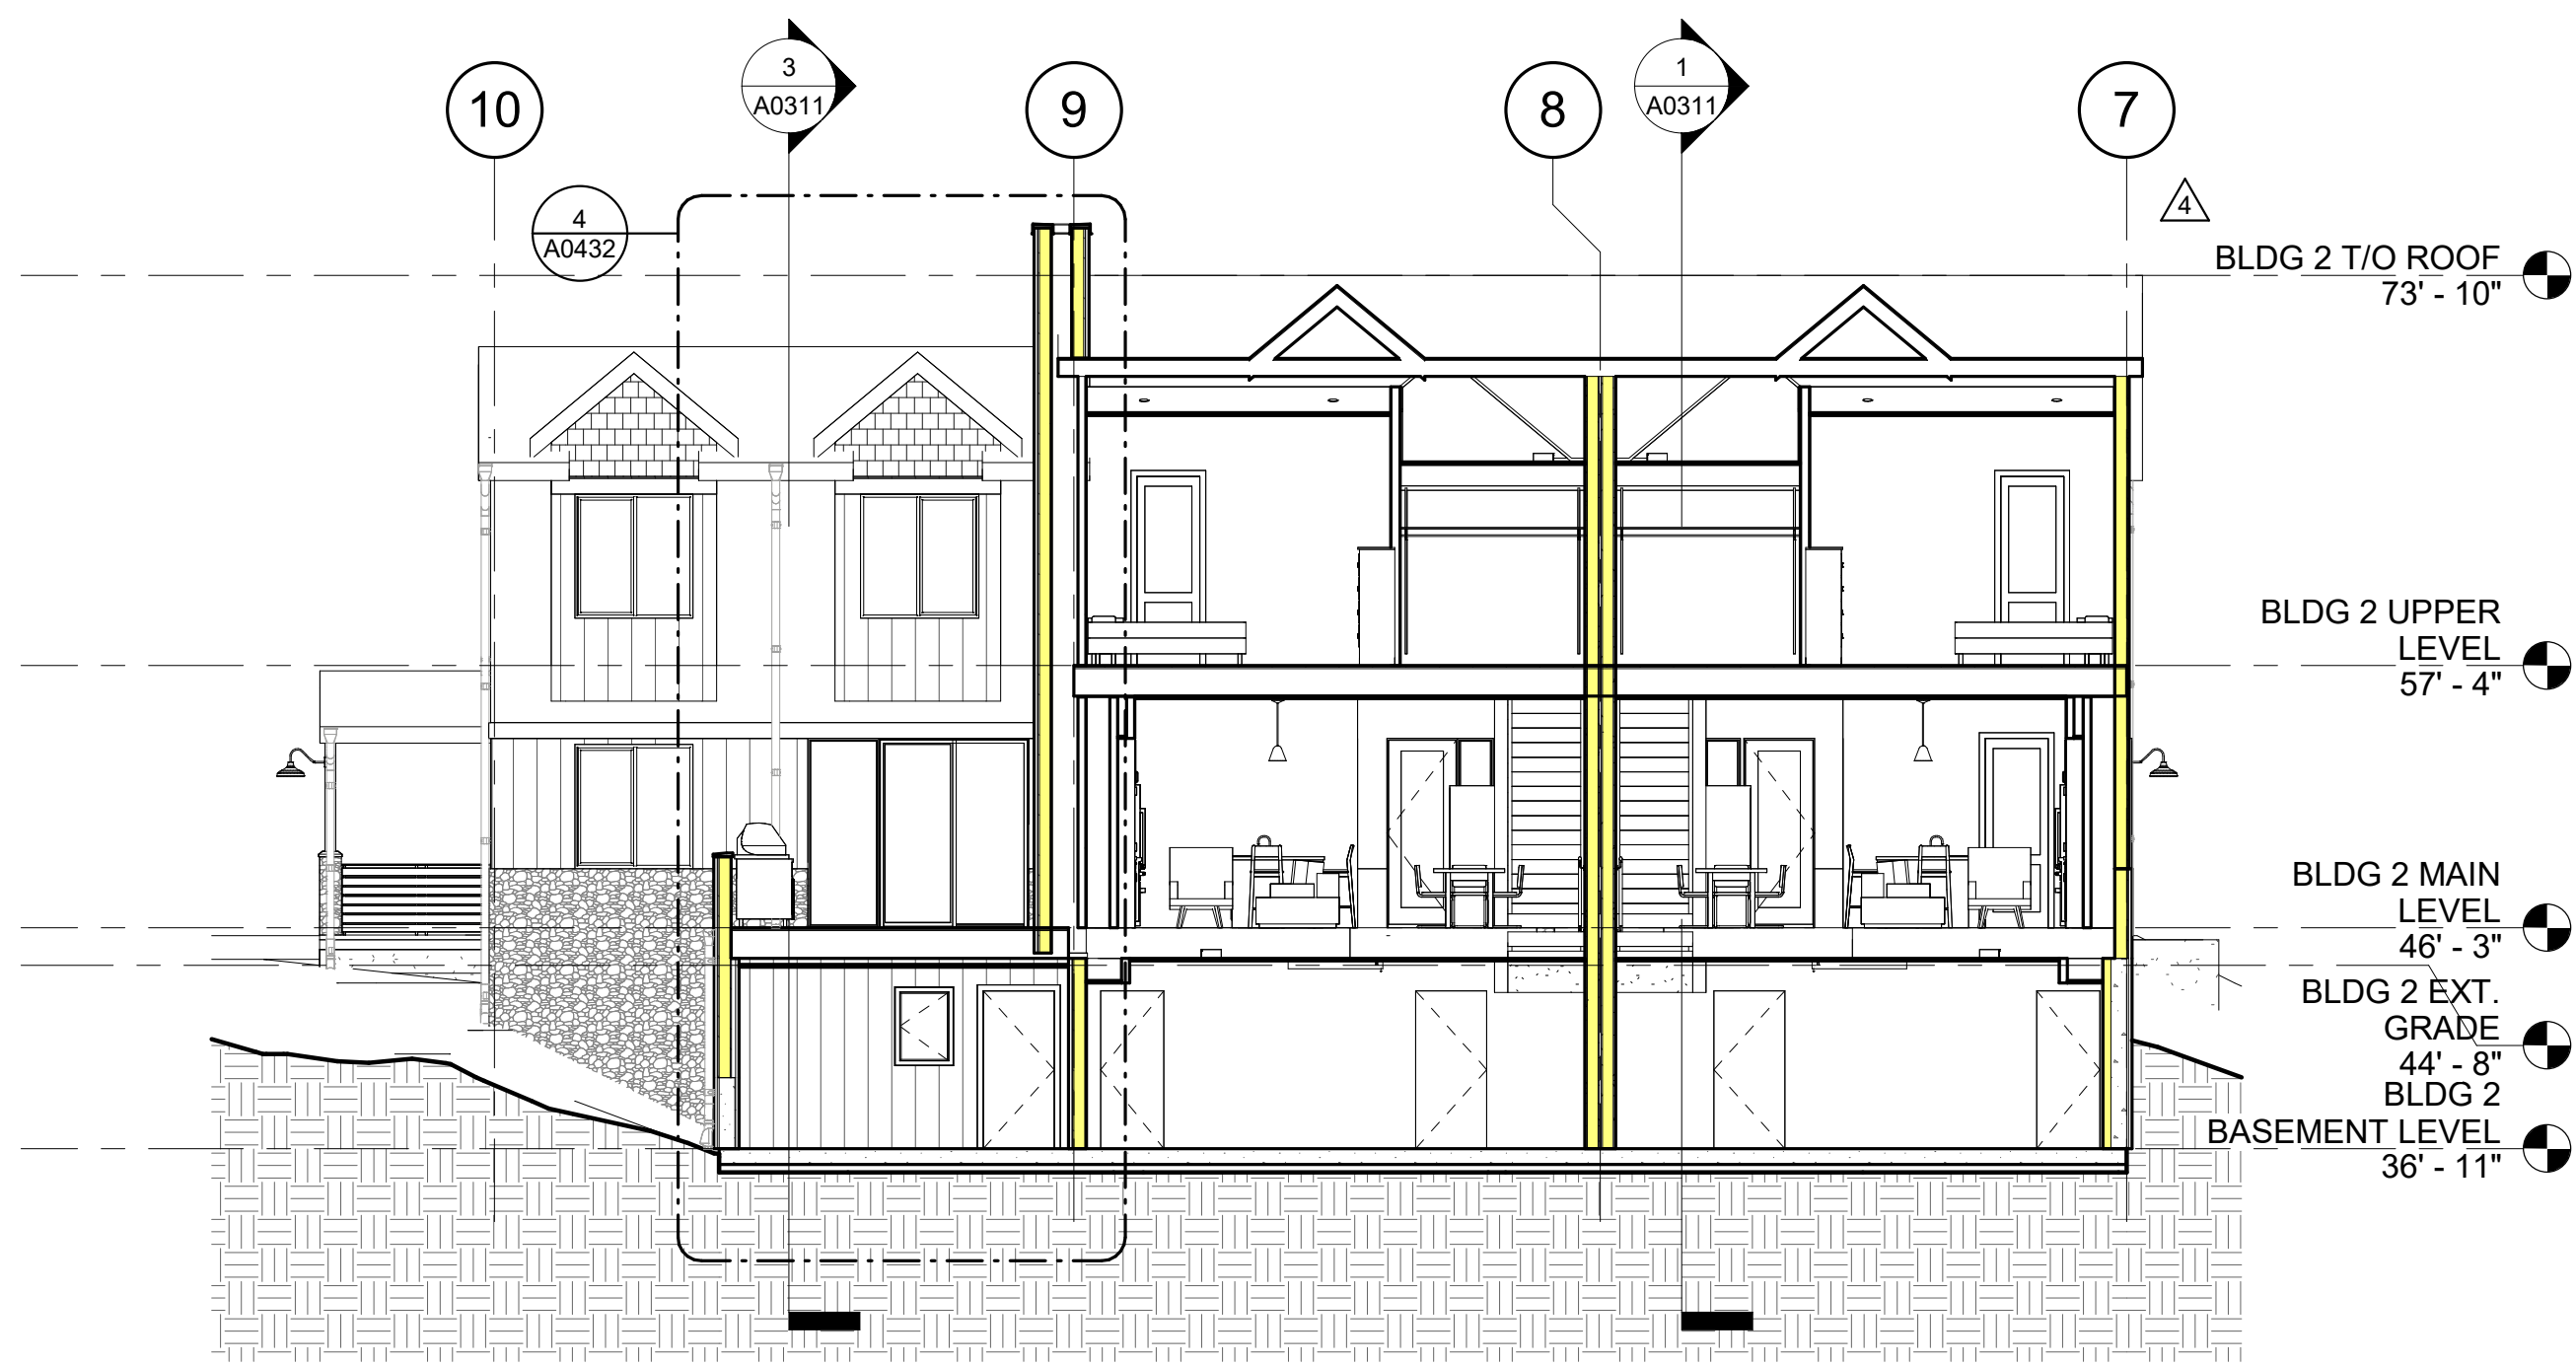 10
3
A0311
9
8
1
A0311
7
4
A0432
4
BLDG 2 T/O ROOF
73' - 10"
BLDG 2 UPPER
LEVEL
57' - 4"
BLDG 2 MAIN
LEVEL
46' - 3"
BLDG 2 EXT.
GRADE
44' - 8"
BLDG 2
BASEMENT LEVEL
36' - 11"